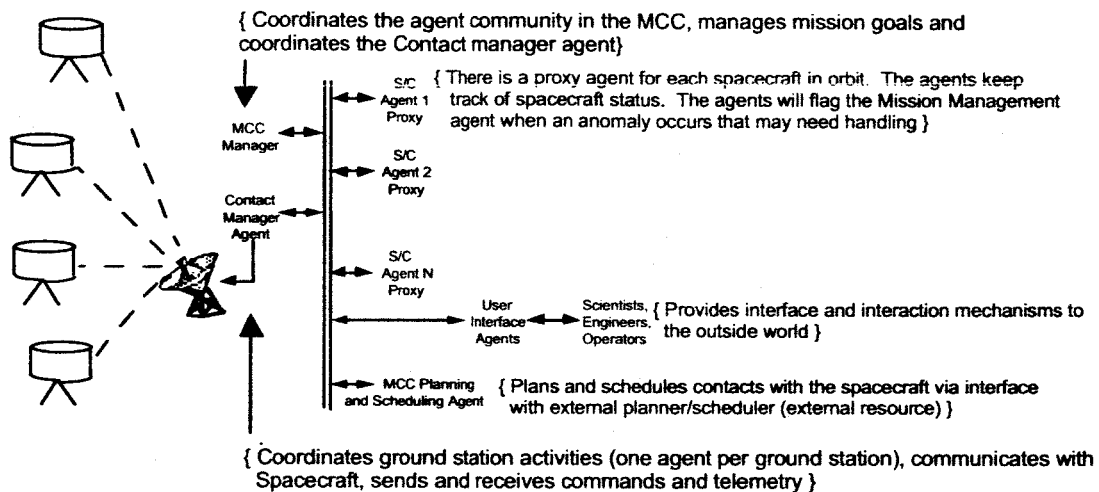 { Coordinates the agent community in the MCC, manages mission goals and
coordinates the Contact manager agent}
S/C
Agent 1
Proxy
{ There is a proxy agent for each spacecraft in orbit. The agents keep
track of spacecraft status. The agents will flag the Mission Management
agent when an anomaly occurs that may need handling }
MCC
Manager
S/C
Agent 2
Proxy
Contact
Manager
Agent
S/C
Agent N
Proxy
User
Interface
Agents
Scientists,
Engineers,
Operators
{ Provides interface and interaction mechanisms to
the outside world }
MCC Planning
and Scheduling Agent
{ Plans and schedules contacts with the spacecraft via interface
with external planner/scheduler (external resource) }
{ Coordinates ground station activities (one agent per ground station), communicates with
Spacecraft, sends and receives commands and telemetry }